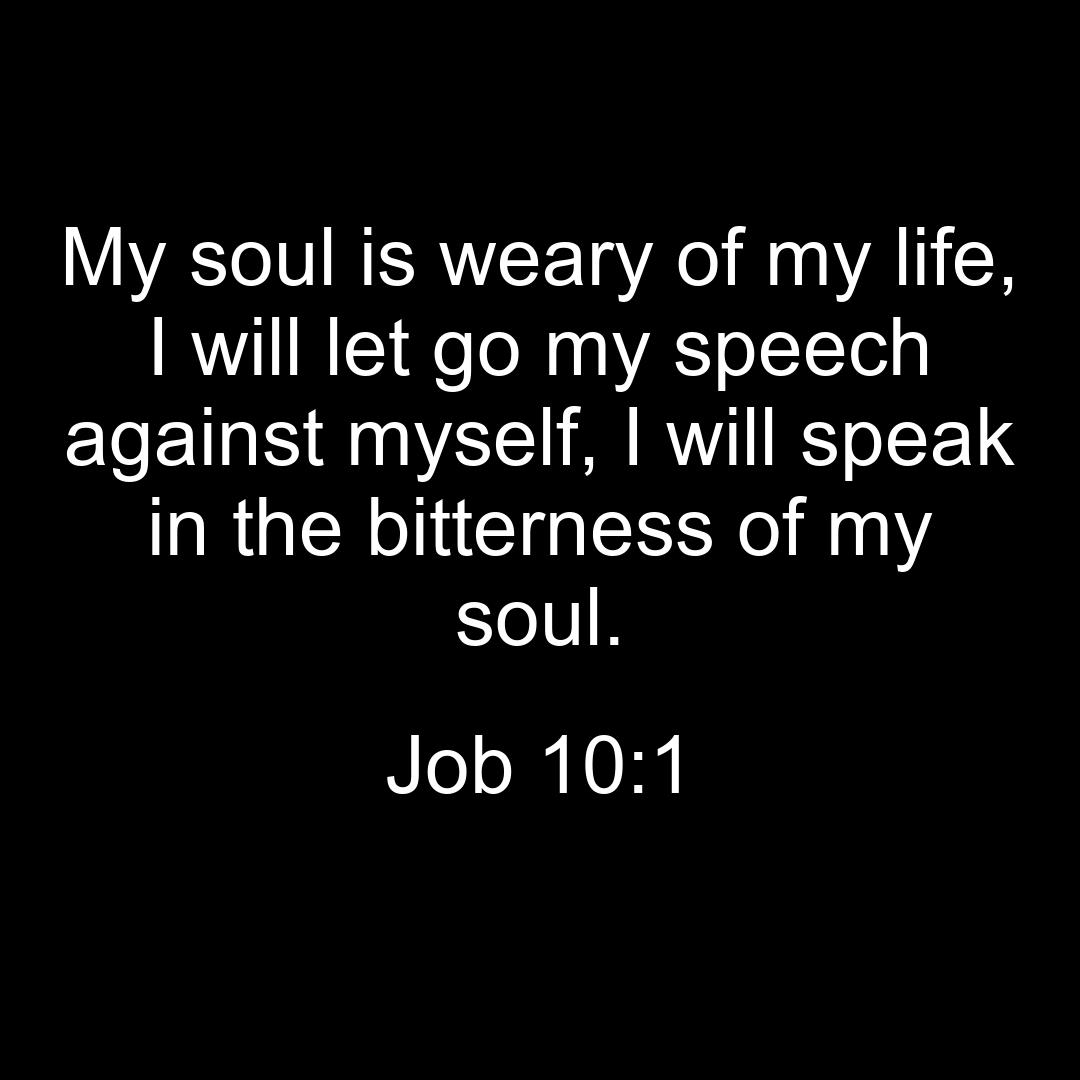 My soul is weary of my life,
I will let go my speech
against myself, I will speak
in the bitterness of my
soul.
Job 10:1